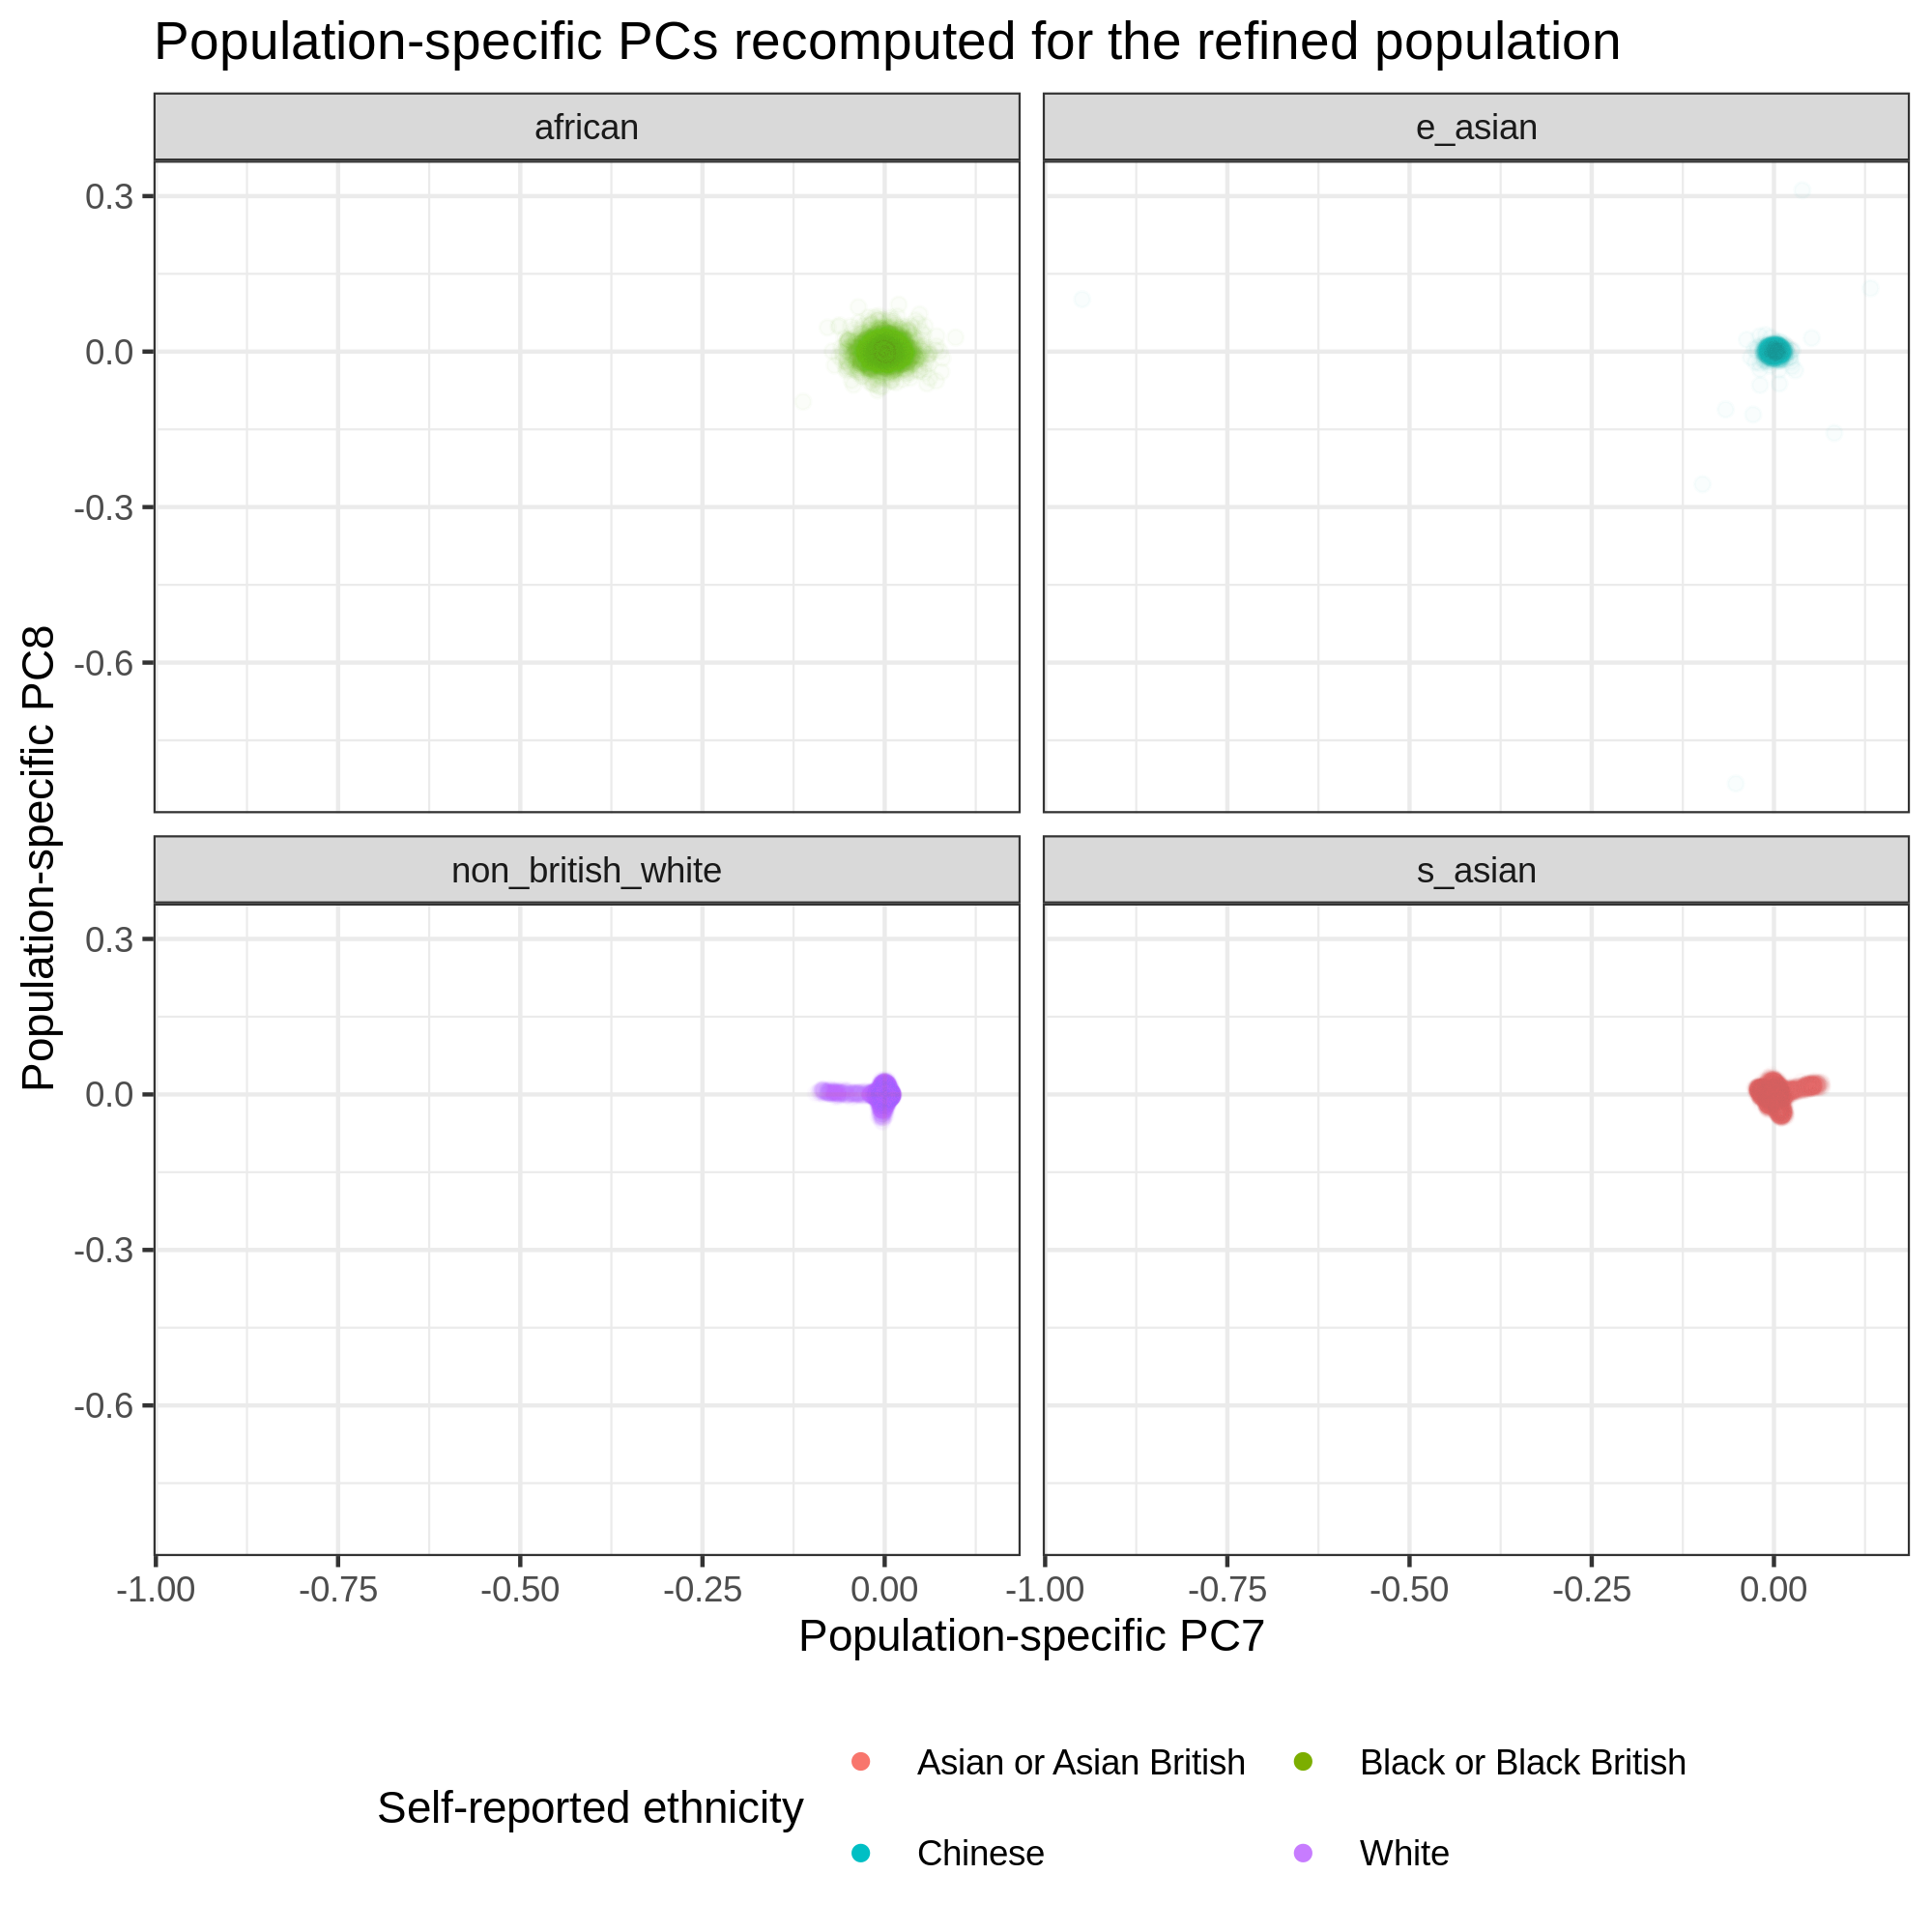 Population-specific PCs recomputed for the refined population
african
e_asian
0.3
0.0
-0.3
-0.6
Population-specific PC8
non_british_white
s_asian
0.3
0.0
-0.3
-0.6
-1.00 -0.75 -0.50 -0.25 0.00 -1.00 -0.75 -0.50 -0.25 0.00
Population-specific PC7
Self-reported ethnicity
Asian or Asian British
Black or Black British
Chinese
White